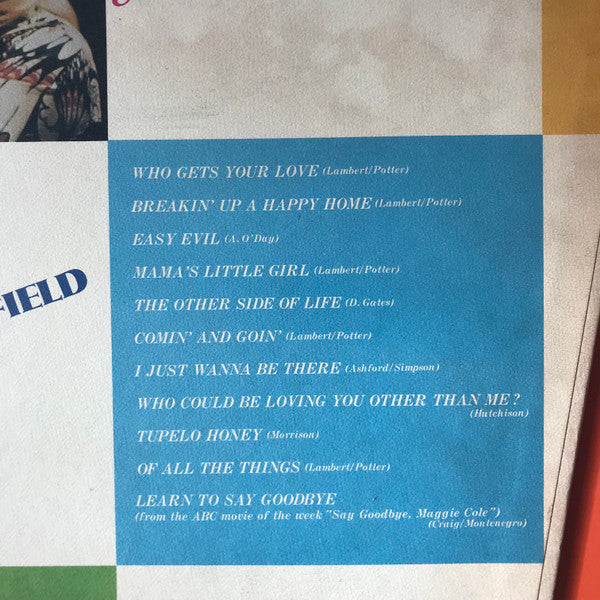 FIELD
WHO GETS YOUR LOVE (Lambert/Potter)
BREAKIN' UP A HAPPY HOME (Lambert/Potter)
EASY EVIL (A. O'Day)
MAMA'S LITTLE GIRL (Lambert/Potter)
THE OTHER SIDE OF LIFE (D. Gates)
COMIN' AND GOIN' (Lambert/Potter)
I JUST WANNA BE THERE (Ashford/Simpson)
WHO COULD BE LOVING YOU OTHER THAN ME?
(Hutchison)
TUPELO HONEY (Morrison)
OF ALL THE THINGS (Lambert/Potter)
LEARN TO SAY GOODBYE
(from the ABC movie of the week "Say Goodbye, Maggie Cole")
(Craig/Montenegro)